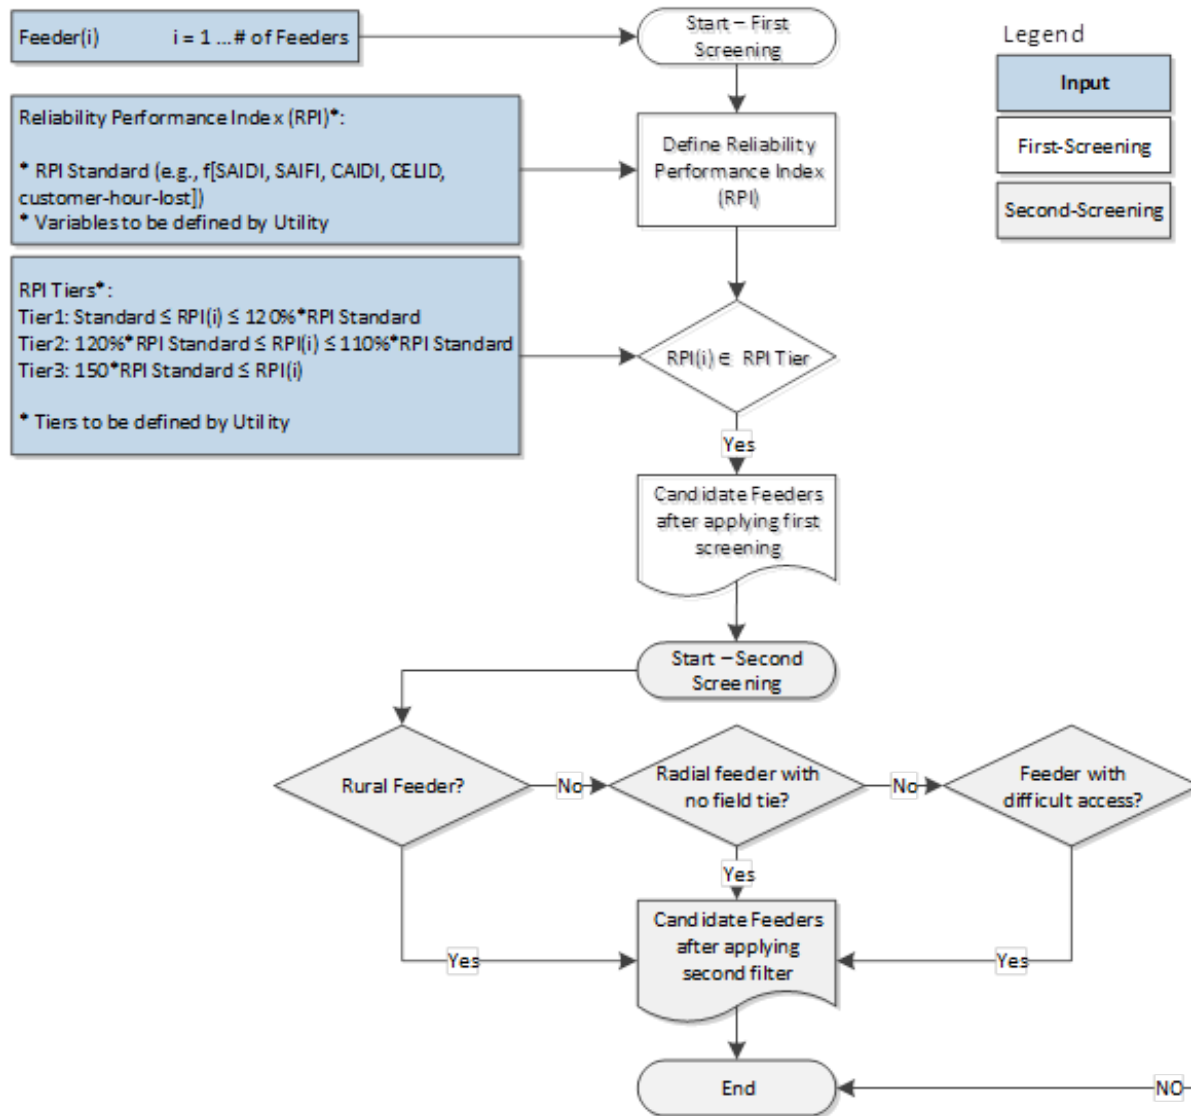 Feeder(i) i = 1 ...# of Feeders
Start – First
Screening
Legend
Input
First-Screening
Second-Screening
Reliability Performance Index (RPI)*:
* RPI Standard (e.g., f[SAIDI, SAIFI, CAIDI, CELID,
customer-hour-lost])
* Variables to be defined by Utility
Define Reliability
Performance Index
(RPI)
RPI Tiers*:
Tier1: Standard ≤ RPI(i) ≤ 120%*RPI Standard
Tier2: 120%*RPI Standard ≤ RPI(i) ≤ 110%*RPI Standard
Tier3: 150*RPI Standard ≤ RPI(i)
* Tiers to be defined by Utility
RPI(i) ∈ RPI Tier
Yes
Candidate Feeders
after applying first
screening
Start – Second
Screening
Rural Feeder?
No
Radial feeder with
no field tie?
No
Feeder with
difficult access?
Yes
Yes
Candidate Feeders
after applying
second filter
Yes
End
NO